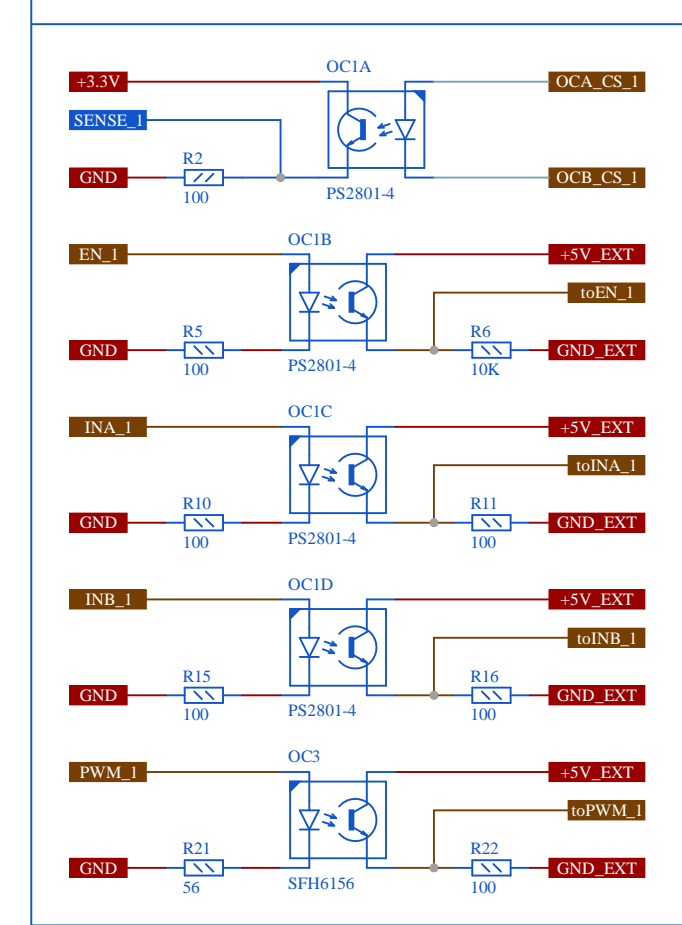 OC1A
+3.3V
OCA_CS_1
SENSE_1
R2
GND
OCB_CS_1
100
PS2801-4
OC1B
EN_1
+5V_EXT
toEN_1
R5
R6
GND
GND_EXT
100
PS2801-4
10K
OC1C
INA_1
+5V_EXT
toINA_1
R10
R11
GND
GND_EXT
100
PS2801-4
100
OC1D
INB_1
+5V_EXT
toINB_1
R15
R16
GND
GND_EXT
100
PS2801-4
100
OC3
PWM_1
+5V_EXT
toPWM_1
R21
R22
GND
GND_EXT
56
SFH6156
100